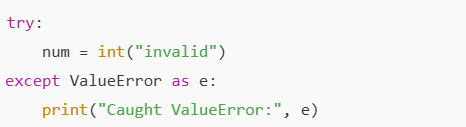 try:
    num = int("invalid")
except ValueError as e:
    print("Caught ValueError:", e)